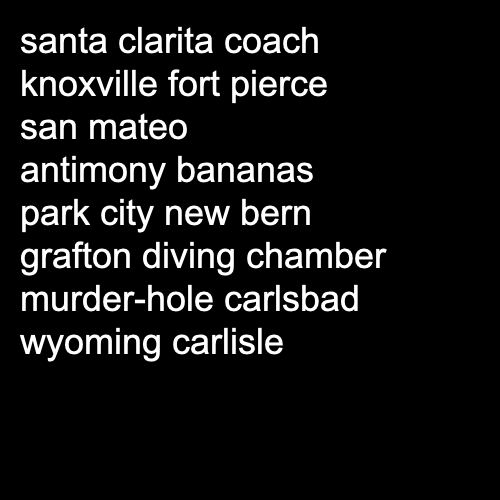 santa clarita coach
knoxville fort pierce
san mateo
antimony bananas
park city new bern
grafton diving chamber
murder-hole carlsbad
wyoming carlisle